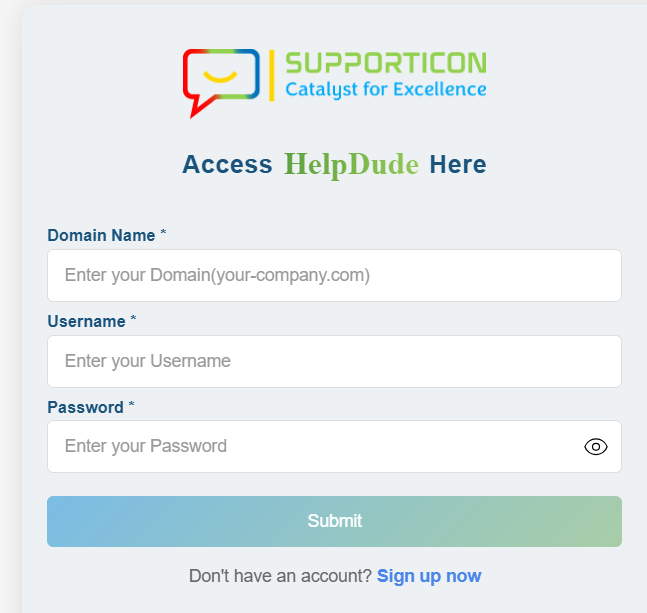 SUPPORTICON
Catalyst for Excellence
Access HelpDude Here
Domain Name *
Enter your Domain(your-company.com)
Username *
Enter your Username
Password *
Enter your Password
Submit
Don't have an account? Sign up now